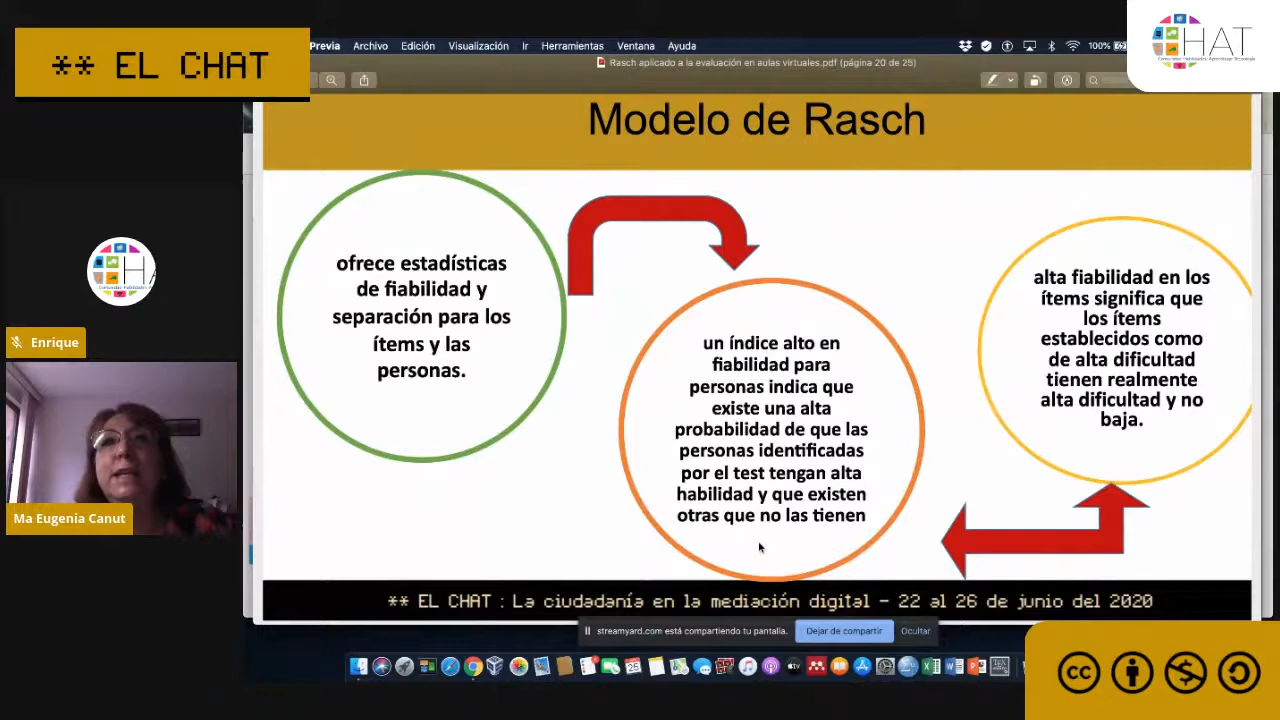 ** EL CHAT
Previa Archivo Edición Visualización Ir Herramientas Ventana Ayuda
100%
HAT
Rasch aplicado a la evaluación en aulas virtuales.pdf (página 20 de 25)
Modelo de Rasch
ofrece estadísticas
de fiabilidad y
separación para los
ítems y las
personas.
un índice alto en
fiabilidad para
personas indica que
existe una alta
probabilidad de que las
personas identificadas
por el test tengan alta
habilidad y que existen
otras que no las tienen
alta fiabilidad en los
ítems significa que
los ítems
establecidos como
de alta dificultad
tienen realmente
alta dificultad y no
baja.
Enrique
Ma Eugenia Canut
** EL CHAT : La ciudadanía en la mediación digital – 22 al 26 de junio del 2020
streamyard.com está compartiendo tu pantalla.
Dejar de compartir
Ocultar
cc